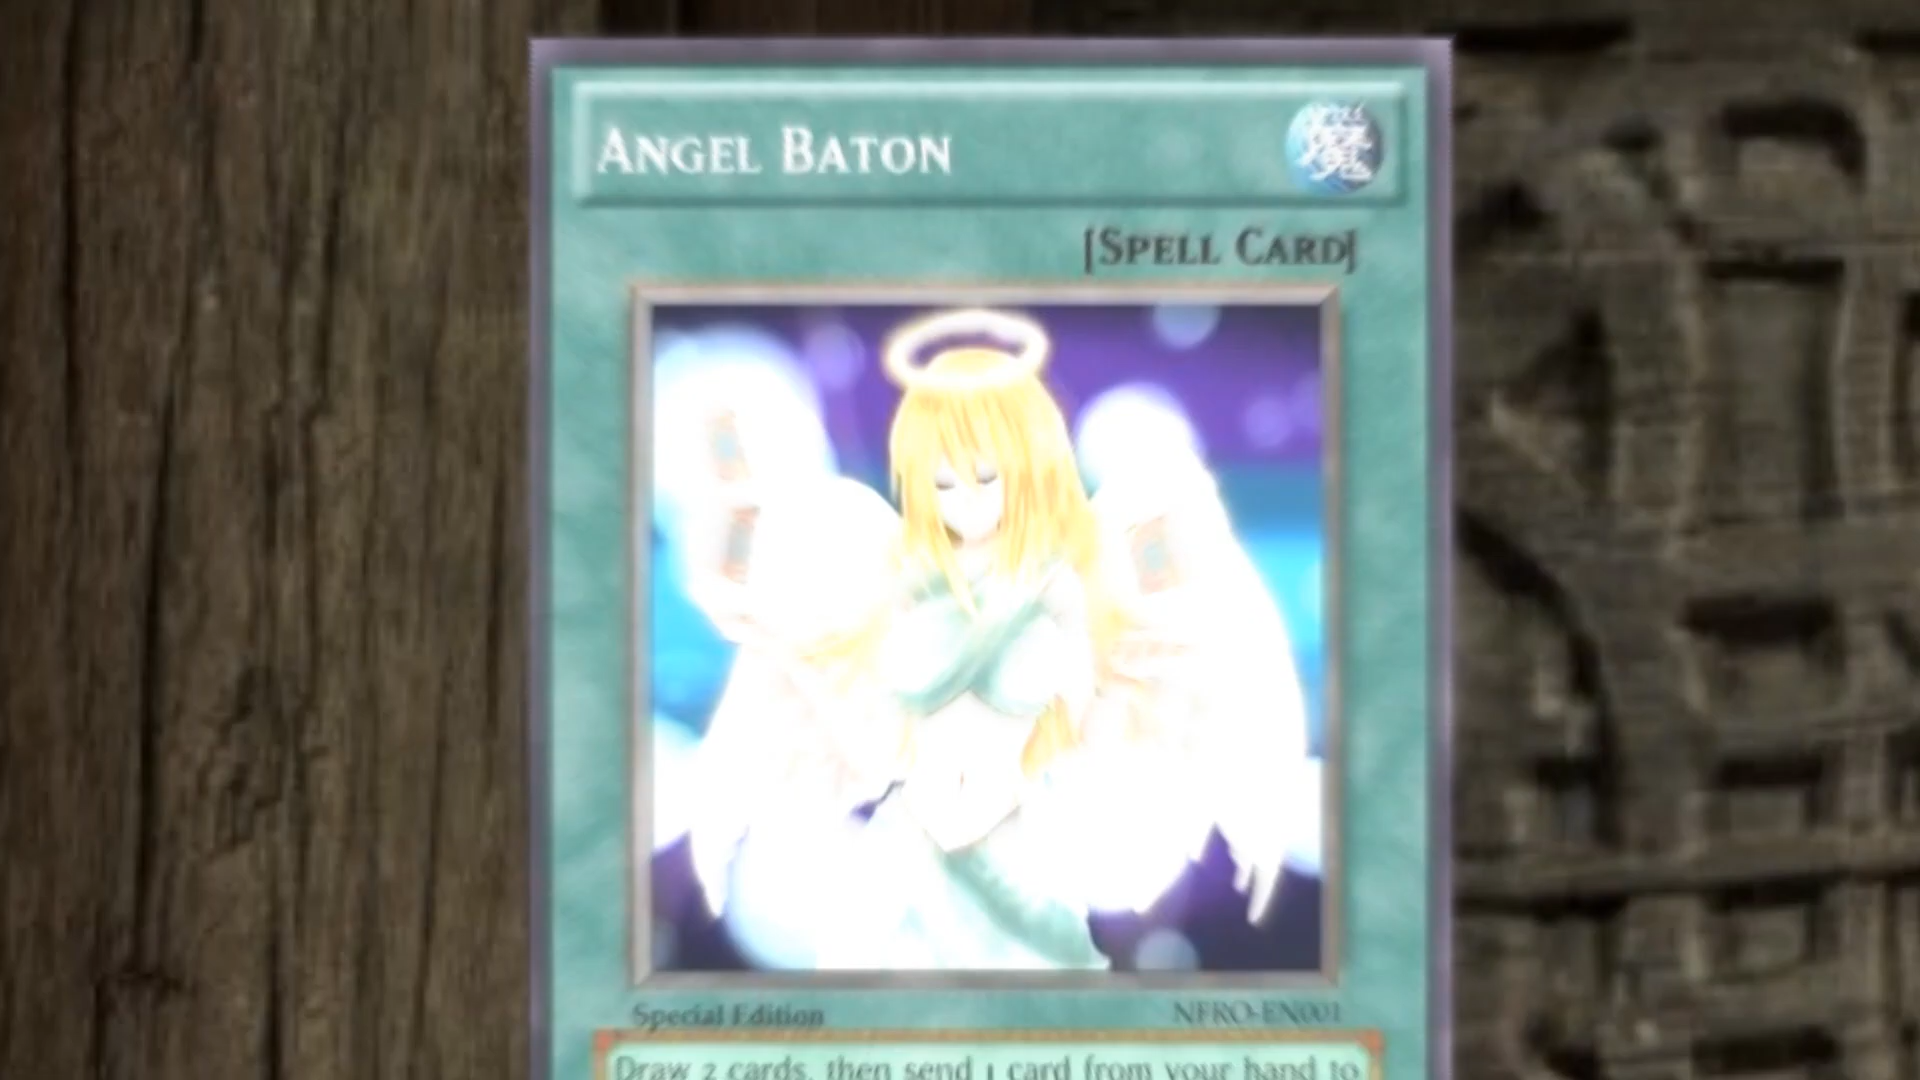 ANGEL BATON
[SPELL CARD]
Special Edition NFRO-EN001
Draw 2 cards, then send 1 card from your hand to